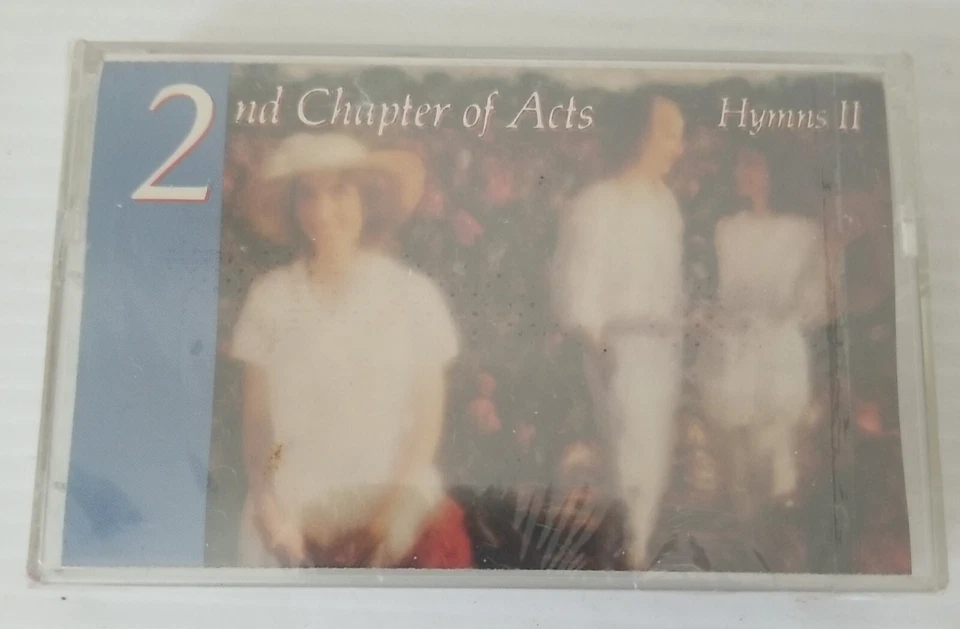 2nd Chapter of Acts
Hymns II